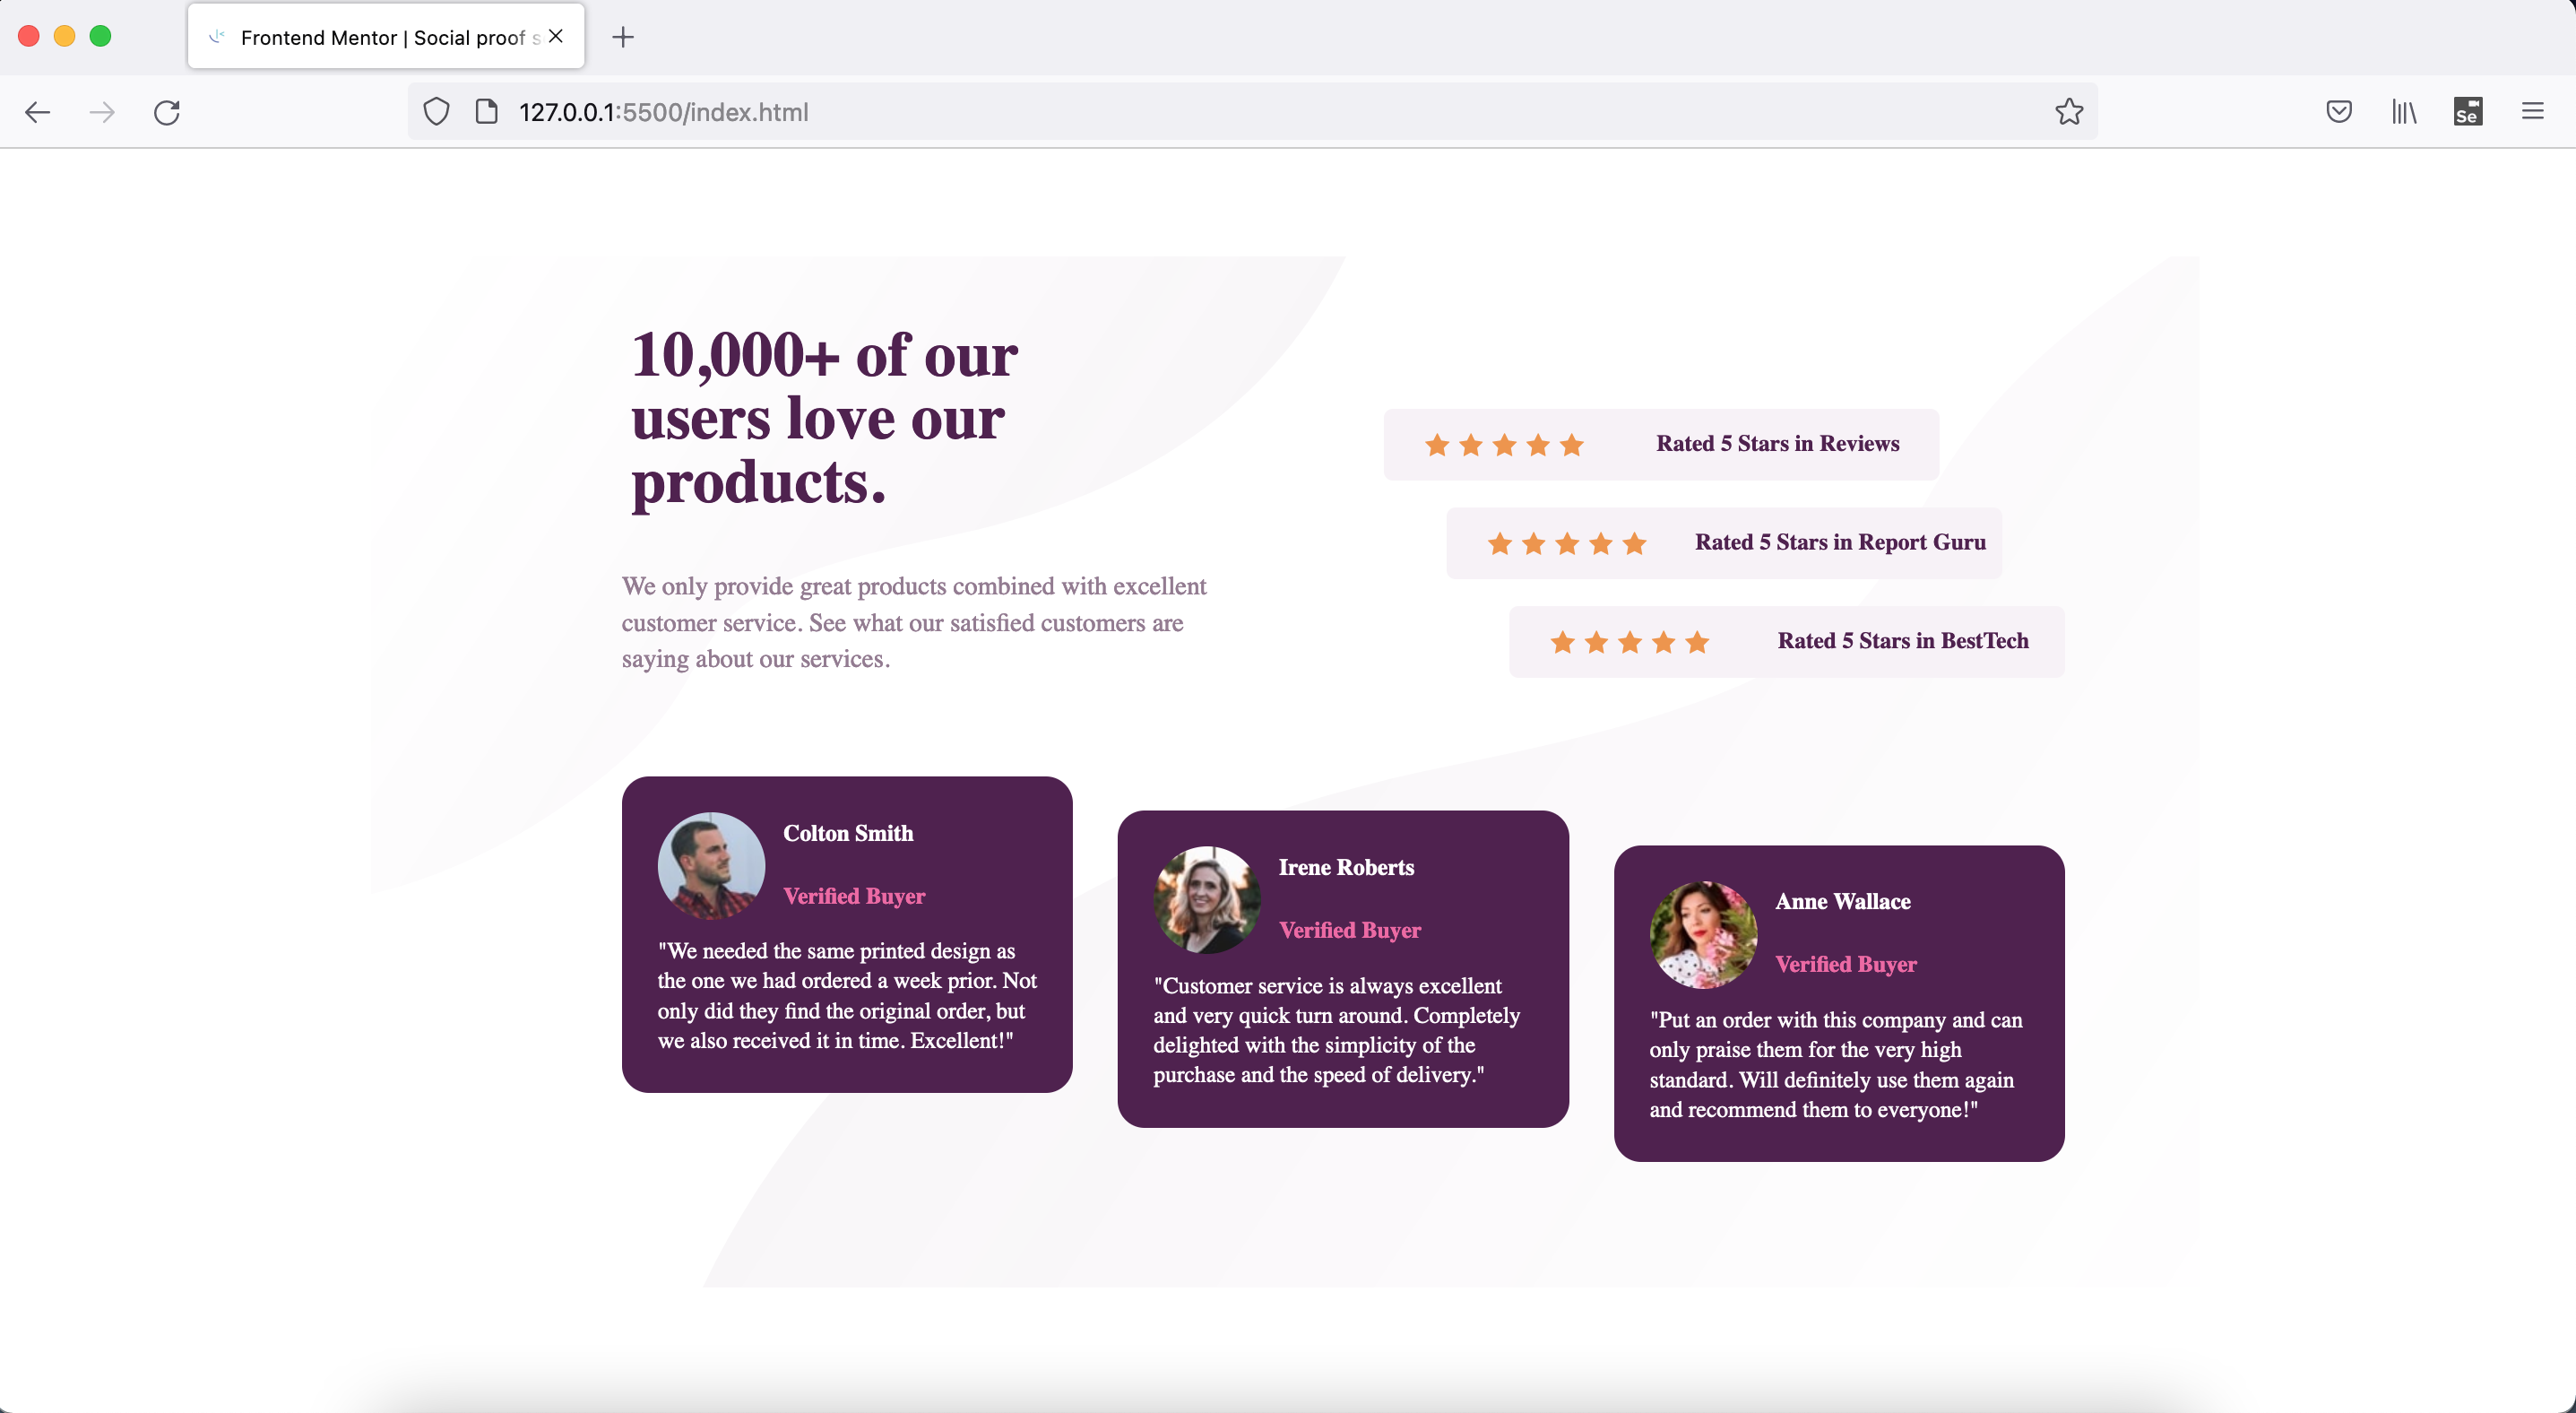 Frontend Mentor | Social proof s
127.0.0.1:5500/index.html
Se
10,000+ of our
users love our
products.
We only provide great products combined with excellent
customer service. See what our satisfied customers are
saying about our services.
Rated 5 Stars in Reviews
Rated 5 Stars in Report Guru
Rated 5 Stars in BestTech
Colton Smith
Verified Buyer
"We needed the same printed design as
the one we had ordered a week prior. Not
only did they find the original order, but
we also received it in time. Excellent!"
Irene Roberts
Verified Buyer
"Customer service is always excellent
and very quick turn around. Completely
delighted with the simplicity of the
purchase and the speed of delivery."
Anne Wallace
Verified Buyer
"Put an order with this company and can
only praise them for the very high
standard. Will definitely use them again
and recommend them to everyone!"